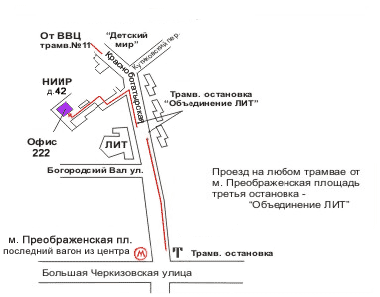 От ВВЦ
трамв.№11
"Детский
мир"
Кумаковский пер.
Краснобогатырская
НИИР
д.42
Трамв. остановка
"Объединение ЛИТ"
Офис
222
ЛИТ
Богородский Вал ул.
Проезд на любом трамвае от
м. Преображенская площадь
третья остановка -
"Объединение ЛИТ"
м. Преображенская пл.
последний вагон из центра
М
Трамв. остановка
Большая Черкизовская улица